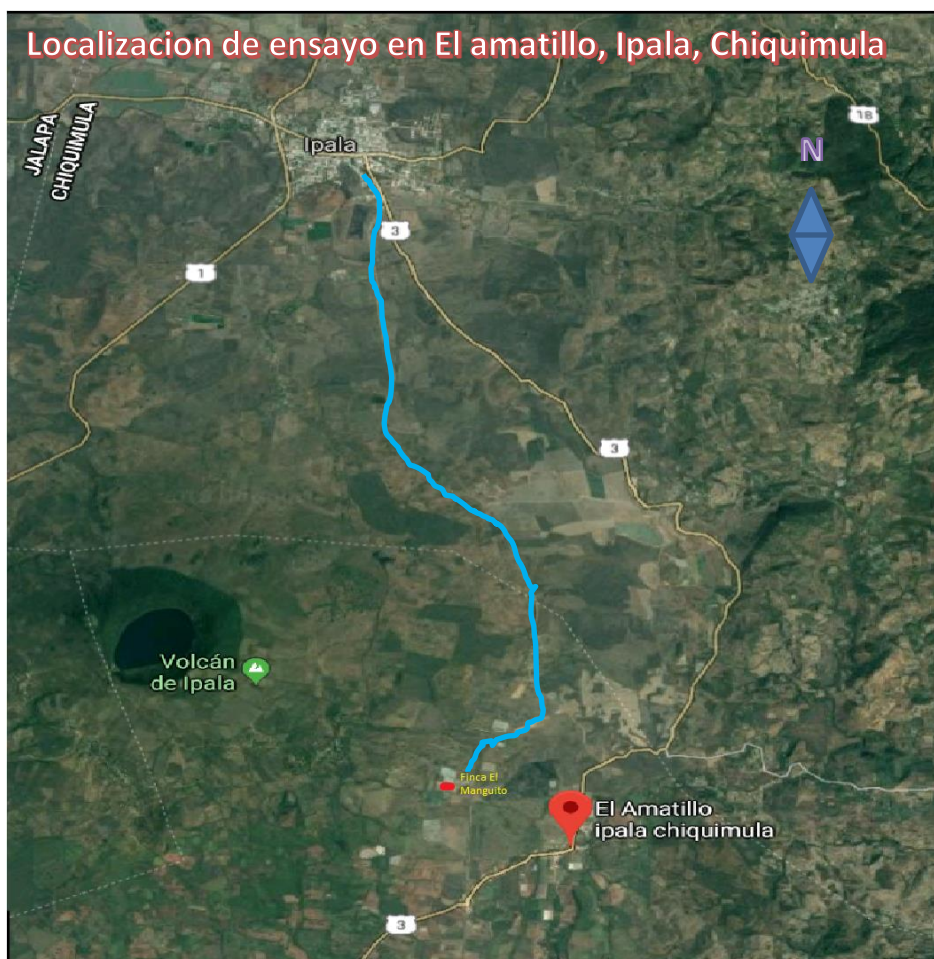 Localizacion de ensayo en El amatillo, Ipala, Chiquimula
18
JALAPA
CHIQUIMULA
Ipala
N
3
1
3
Volcán
de Ipala
Finca El
Manguito
El Amatillo
ipala chiquimula
3